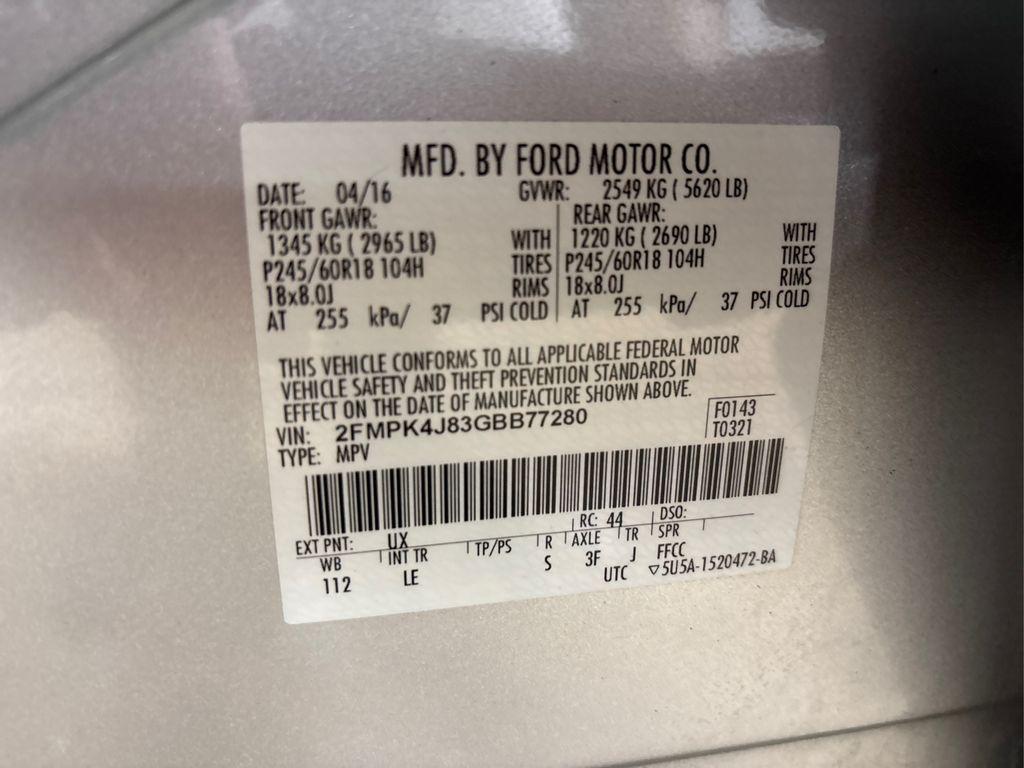 MFD. BY FORD MOTOR CO.
DATE: 04/16 GVWR: 2549 KG ( 5620 LB)
FRONT GAWR: REAR GAWR:
1345 KG ( 2965 LB) WITH 1220 KG ( 2690 LB) WITH
P245/60R18 104H TIRES P245/60R18 104H TIRES
18x8.0J RIMS 18x8.0J RIMS
AT 255 kPa/ 37 PSI COLD AT 255 kPa/ 37 PSI COLD
THIS VEHICLE CONFORMS TO ALL APPLICABLE FEDERAL MOTOR
VEHICLE SAFETY AND THEFT PREVENTION STANDARDS IN
EFFECT ON THE DATE OF MANUFACTURE SHOWN ABOVE.
VIN: 2FMPK4J83GBB77280 F0143
TYPE: MPV T0321
EXT PNT: UX RC: 44 DSO:
WB INT TR TP/PS R AXLE TR SPR
112 LE S 3F J FFCC
UTC ▽5U5A-1520472-BA